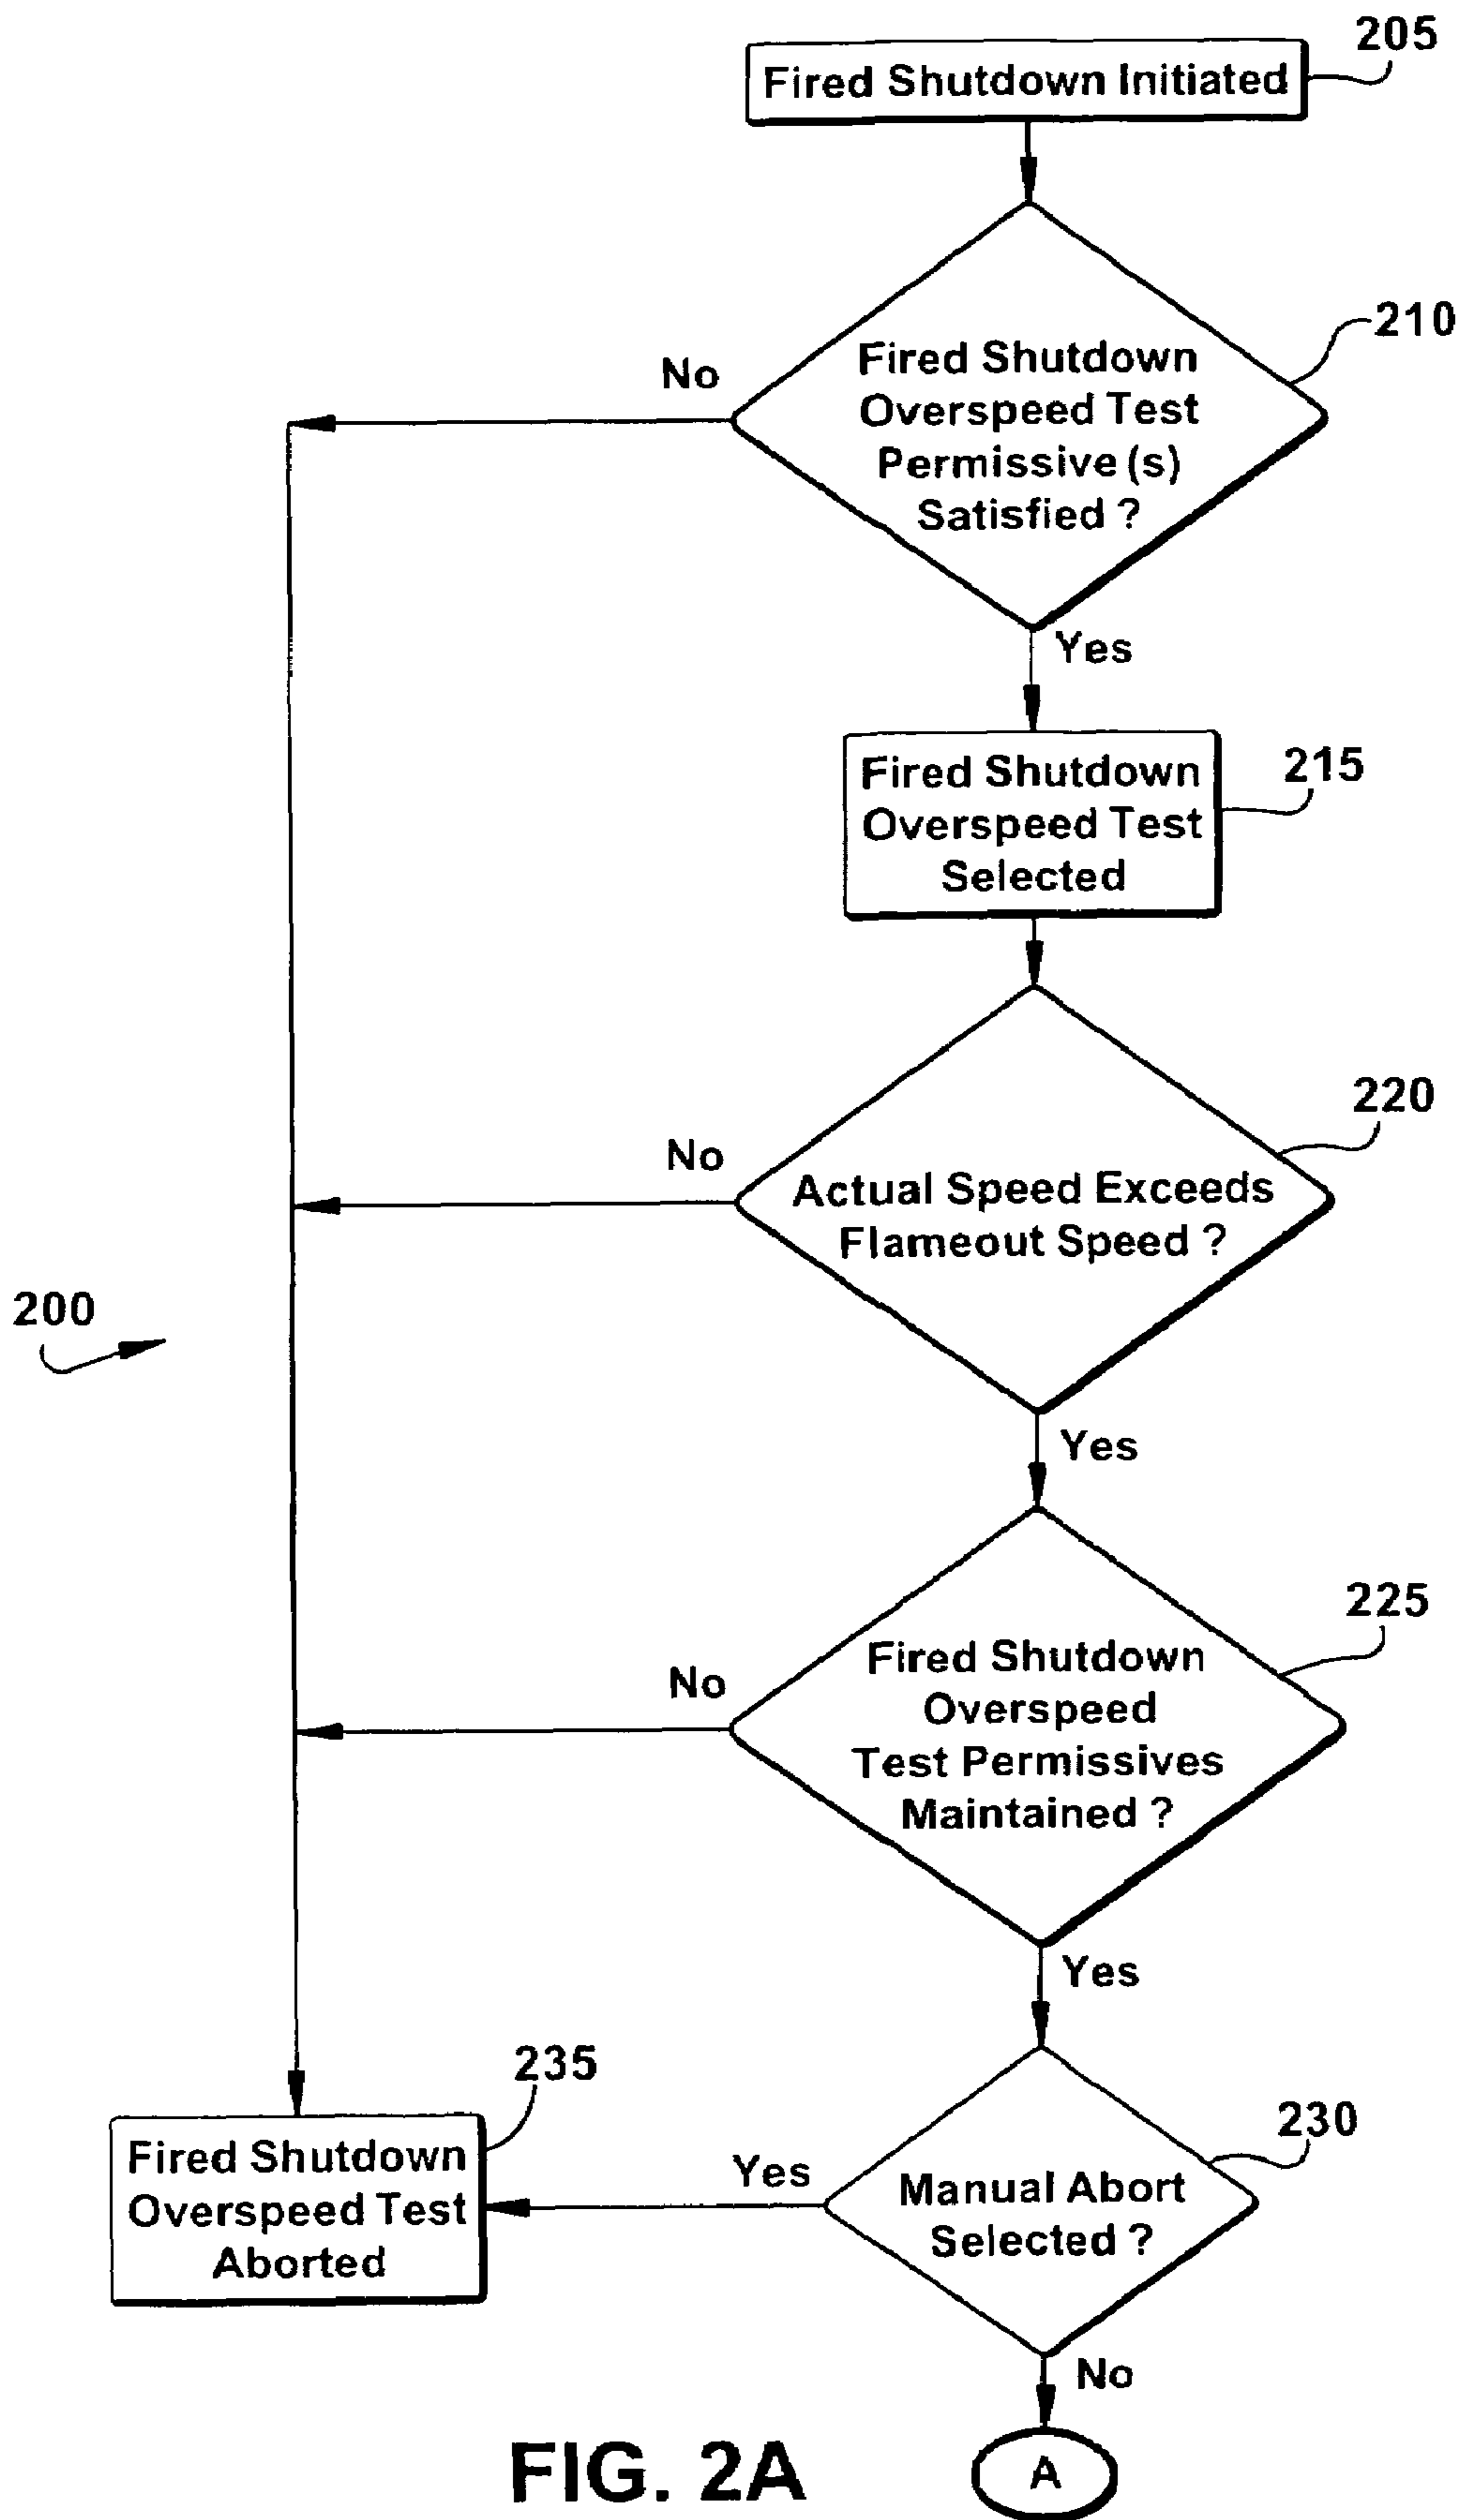 205
Fired Shutdown Initiated
210
No
Fired Shutdown
Overspeed Test
Permissive (s)
Satisfied ?
Yes
215
Fired Shutdown
Overspeed Test
Selected
220
No
Actual Speed Exceeds
Flameout Speed ?
200
Yes
225
No
Fired Shutdown
Overspeed
Test Permissives
Maintained ?
Yes
235
Fired Shutdown
Overspeed Test
Aborted
230
Yes
Manual Abort
Selected ?
No
A
FIG. 2A